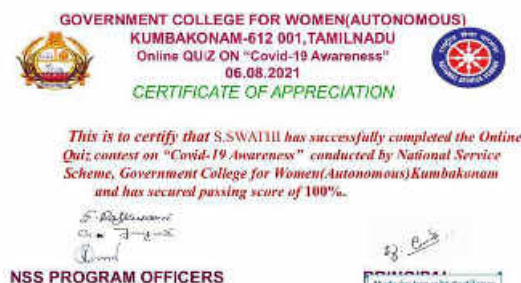 GOVERNMENT COLLEGE FOR WOMEN(AUTONOMOUS)
KUMBAKONAM-612 001,TAMILNADU
Online QUIZ ON "Covid-19 Awareness"
06.08.2021
CERTIFICATE OF APPRECIATION
This is to certify that S.SWATHI has successfully completed the Online
Quiz contest on "Covid-19 Awareness" conducted by National Service
Scheme, Government College for Women(Autonomous)Kumbakonam
and has secured passing score of 100%.
NSS PROGRAM OFFICERS